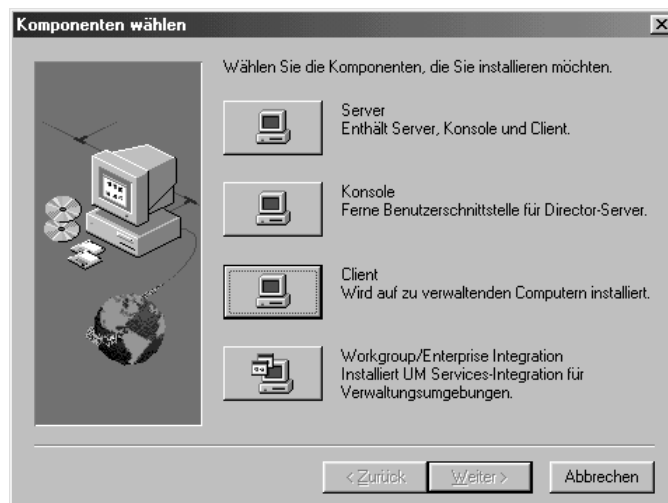 Komponenten wählen
Wählen Sie die Komponenten, die Sie installieren möchten.
Server
Enthält Server, Konsole und Client.
Konsole
Ferne Benutzerschnittstelle für Director-Server.
Client
Wird auf zu verwaltenden Computern installiert.
Workgroup/Enterprise Integration
Installiert UM Services-Integration für
Verwaltungsumgebungen.
< Zurück
Weiter >
Abbrechen